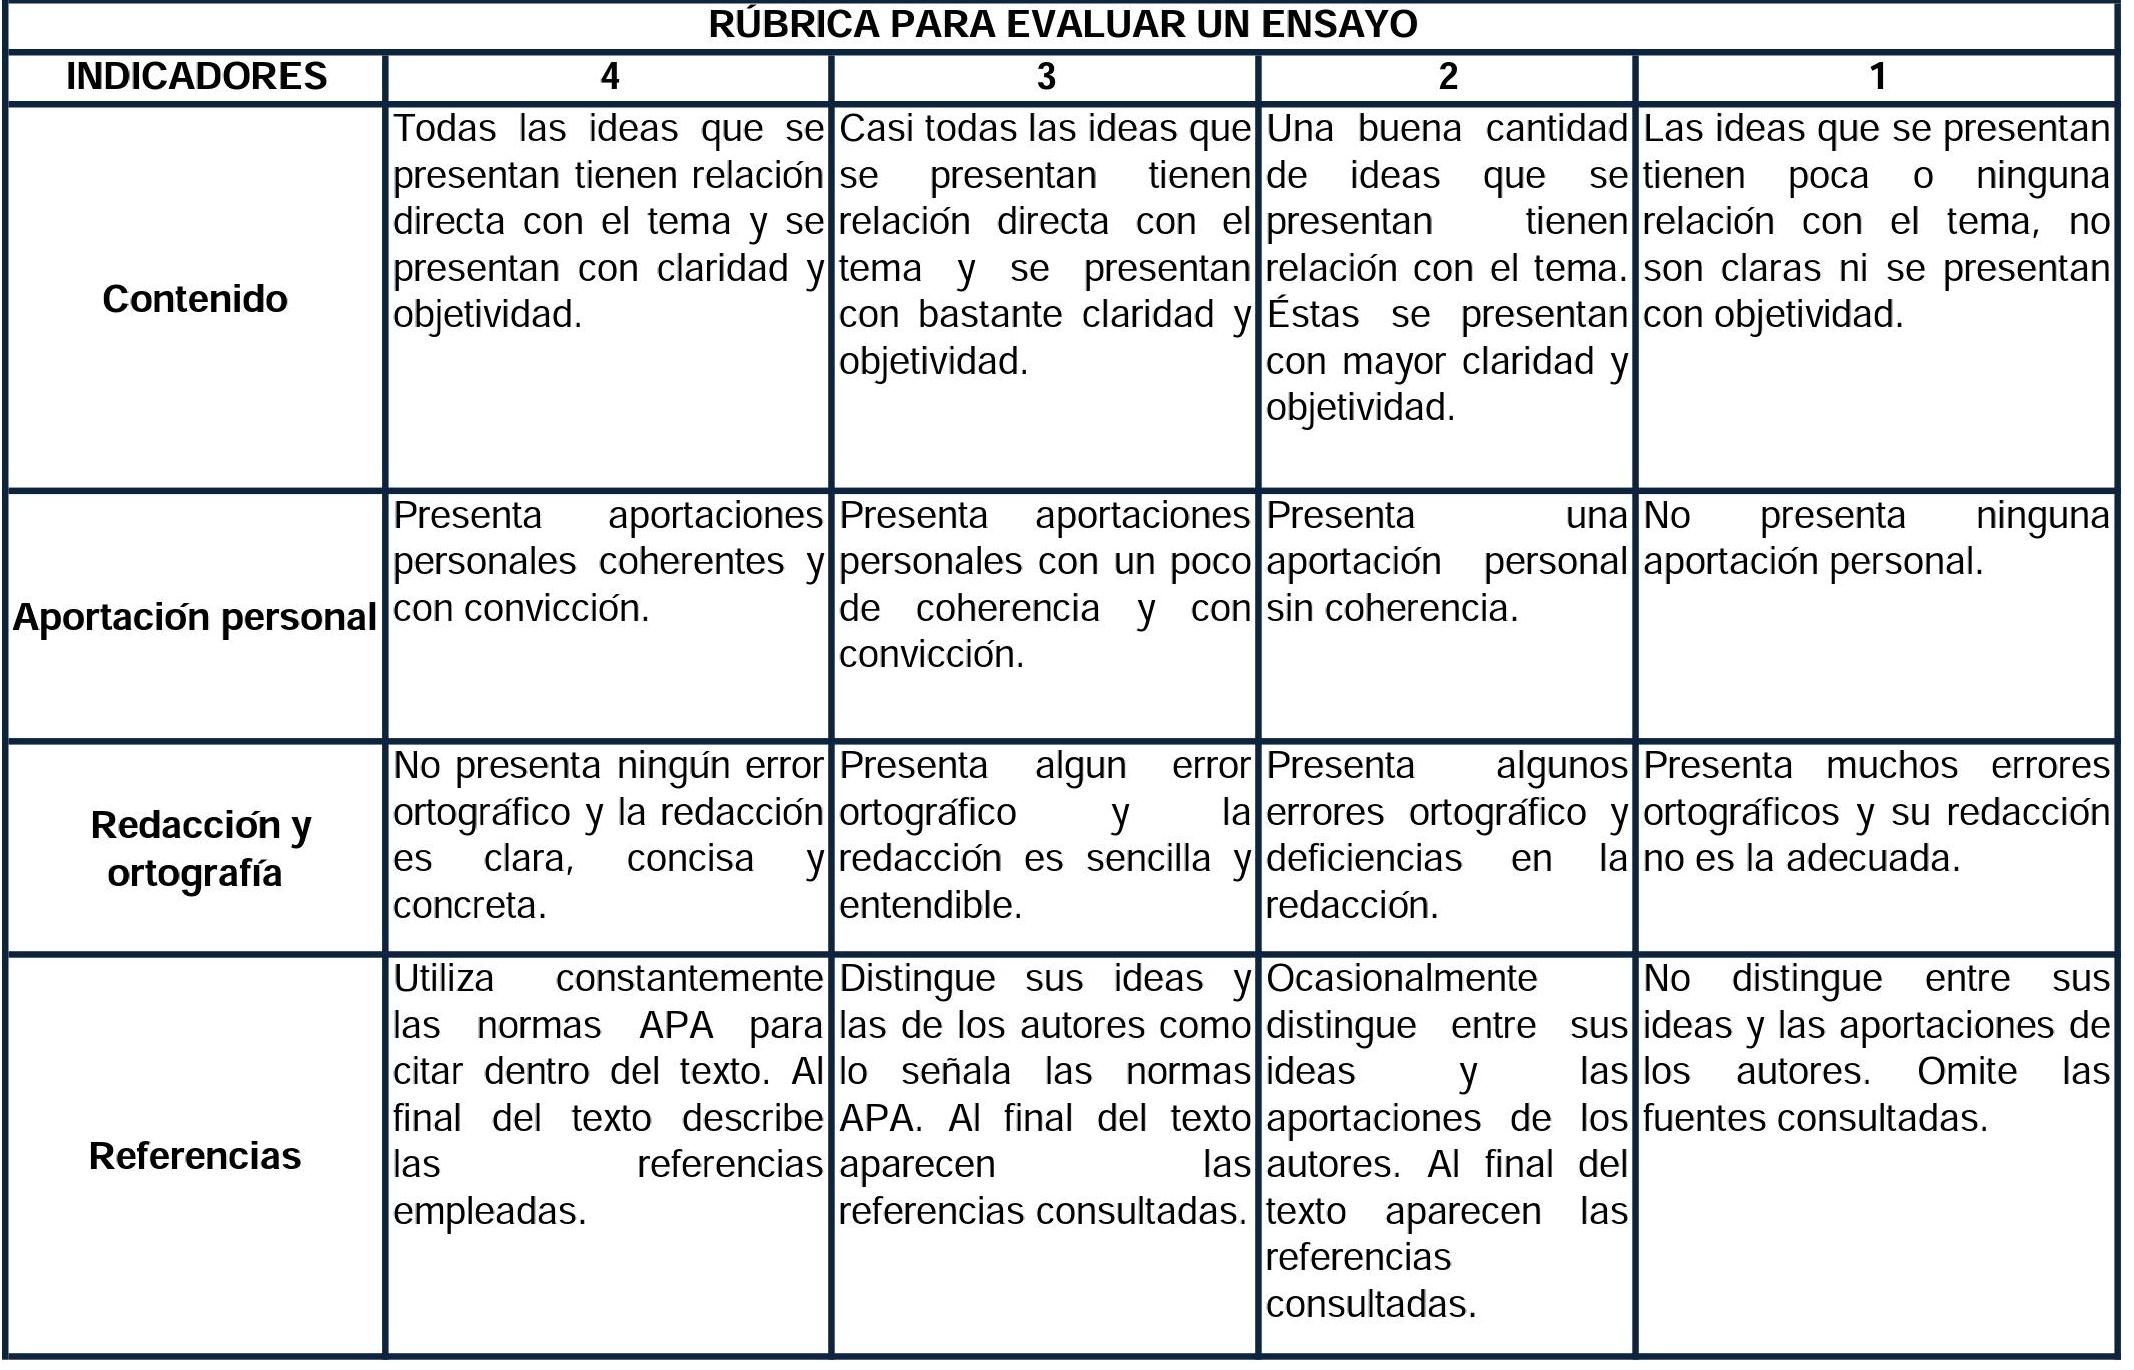 RÚBRICA PARA EVALUAR UN ENSAYO
INDICADORES
4
3
2
1
Contenido
Todas las ideas que se
presentan tienen relación
directa con el tema y se
presentan con claridad y
objetividad.
Casi todas las ideas que
se presentan tienen
relación directa con el
tema y se presentan
con bastante claridad y
objetividad.
Una buena cantidad
de ideas que se
presentan tienen
relación con el tema.
Éstas se presentan
con mayor claridad y
objetividad.
Las ideas que se presentan
tienen poca o ninguna
relación con el tema, no
son claras ni se presentan
con objetividad.
Aportación personal
Presenta aportaciones
personales coherentes y
con convicción.
Presenta aportaciones
personales con un poco
de coherencia y con
convicción.
Presenta una
aportación personal
sin coherencia.
No presenta ninguna
aportación personal.
Redacción y
ortografía
No presenta ningún error
ortográfico y la redacción
es clara, concisa y
concreta.
Presenta algun error
ortográfico y la
redacción es sencilla y
entendible.
Presenta algunos
errores ortográfico y
deficiencias en la
redacción.
Presenta muchos errores
ortográficos y su redacción
no es la adecuada.
Referencias
Utiliza constantemente
las normas APA para
citar dentro del texto. Al
final del texto describe
las referencias
empleadas.
Distingue sus ideas y
las de los autores como
lo señala las normas
APA. Al final del texto
aparecen las
referencias consultadas.
Ocasionalmente
distingue entre sus
ideas y las
aportaciones de los
autores. Al final del
texto aparecen las
referencias
consultadas.
No distingue entre sus
ideas y las aportaciones de
los autores. Omite las
fuentes consultadas.